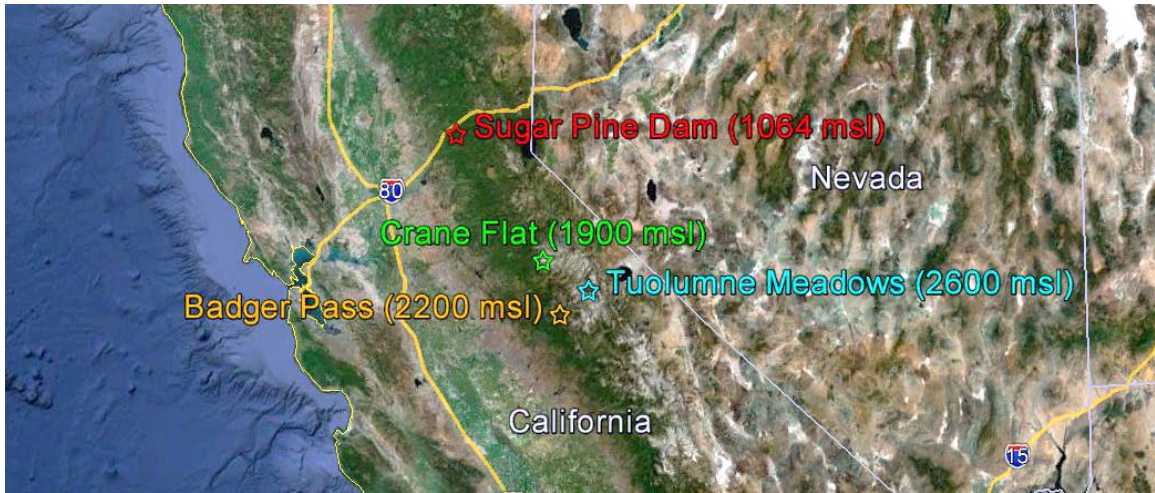 Sugar Pine Dam (1064 msl)
Nevada
80
Crane Flat (1900 msl)
Tuolumne Meadows (2600 msl)
Badger Pass (2200 msl)
California
15